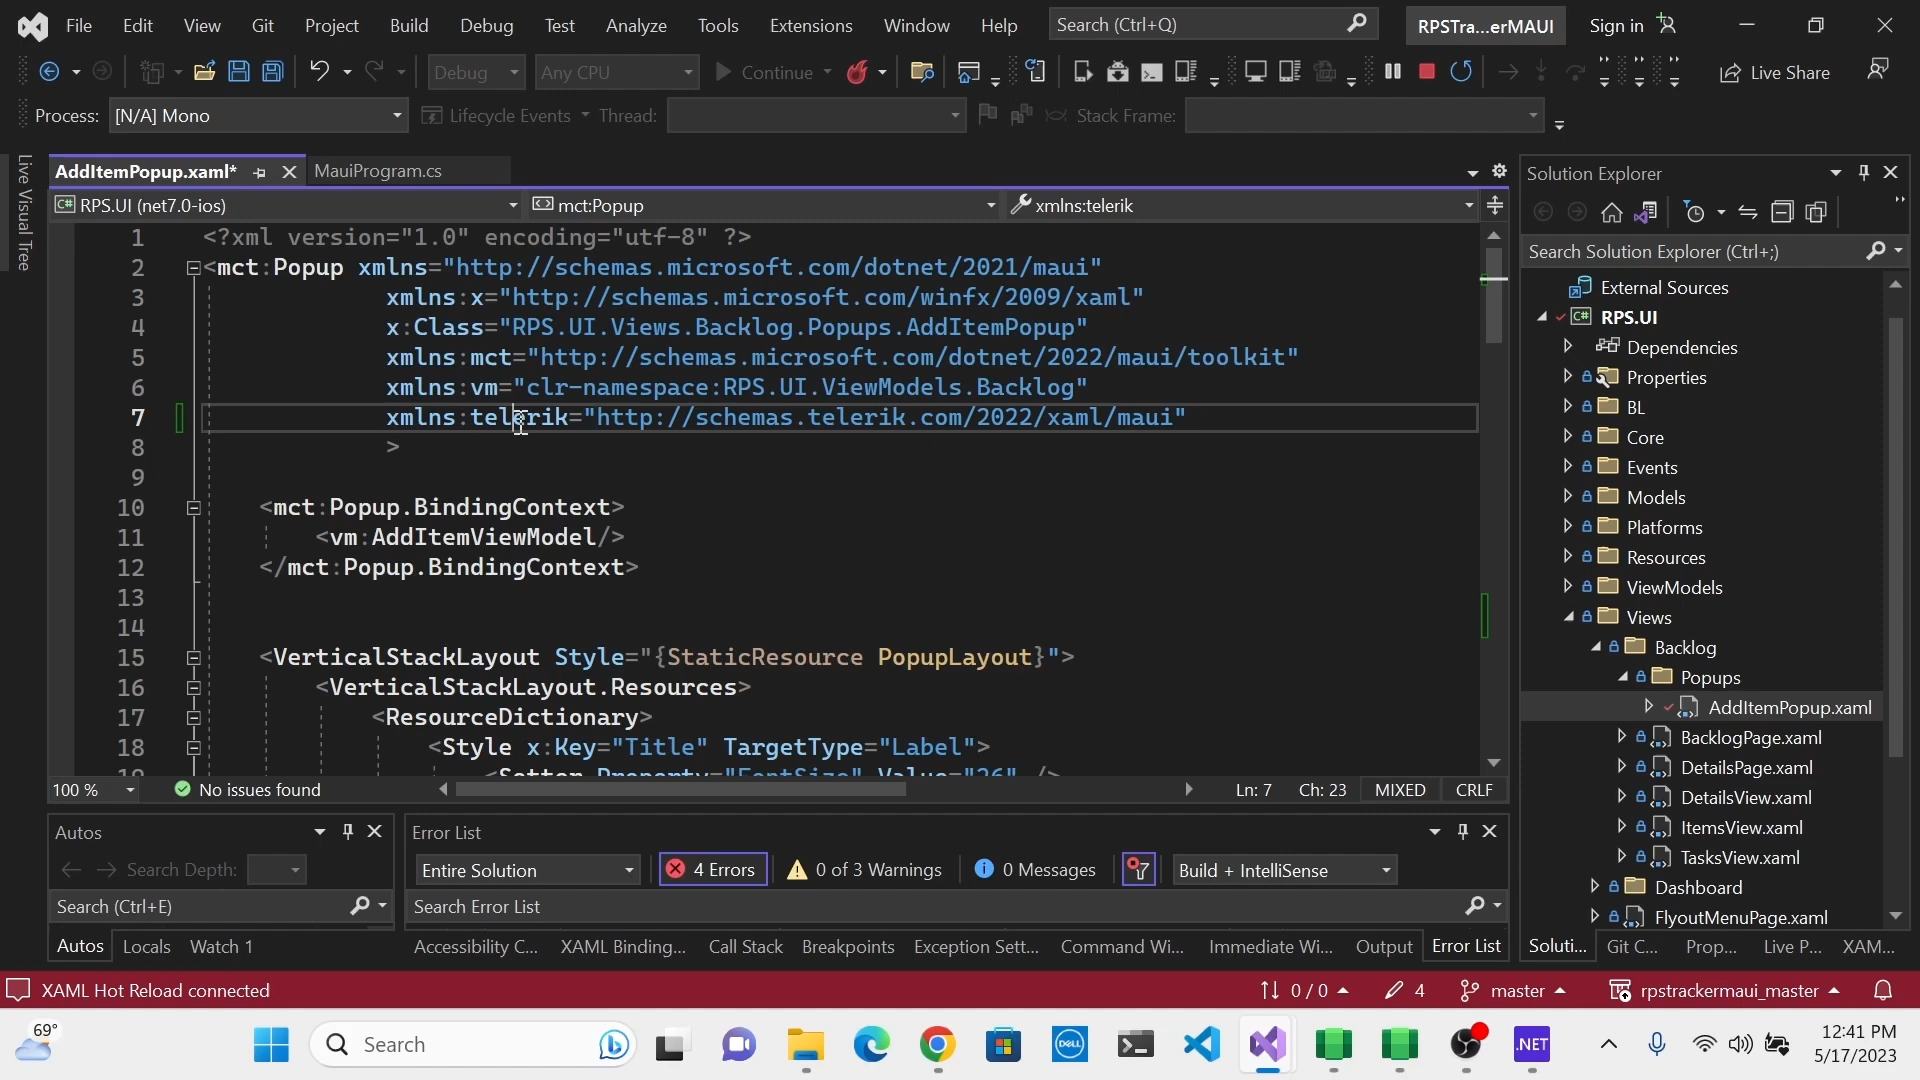 File Edit View Git Project Build Debug Test Analyze Tools Extensions Window Help Search (Ctrl+Q) RPSTra...erMAUI Sign in
Debug Any CPU Continue Live Share
Process: [N/A] Mono Lifecycle Events Thread: Stack Frame:
Live Visual Tree
AddItemPopup.xaml* MauiProgram.cs
RPS.UI (net7.0-ios) mct:Popup xmlns:telerik
1 <?xml version="1.0" encoding="utf-8" ?>
2 <mct:Popup xmlns="http://schemas.microsoft.com/dotnet/2021/maui"
3 xmlns:x="http://schemas.microsoft.com/winfx/2009/xaml"
4 x:Class="RPS.UI.Views.Backlog.Popups.AddItemPopup"
5 xmlns:mct="http://schemas.microsoft.com/dotnet/2022/maui/toolkit"
6 xmlns:vm="clr-namespace:RPS.UI.ViewModels.Backlog"
7 xmlns:telerik="http://schemas.telerik.com/2022/xaml/maui"
8 >
9
10 <mct:Popup.BindingContext>
11 <vm:AddItemViewModel/>
12 </mct:Popup.BindingContext>
13
14
15 <VerticalStackLayout Style="{StaticResource PopupLayout}">
16 <VerticalStackLayout.Resources>
17 <ResourceDictionary>
18 <Style x:Key="Title" TargetType="Label">
19 <Setter Property="FontSize" Value="26" />
100 % No issues found Ln: 7 Ch: 23 MIXED CRLF
Solution Explorer
Search Solution Explorer (Ctrl+;)
External Sources
RPS.UI
Dependencies
Properties
BL
Core
Events
Models
Platforms
Resources
ViewModels
Views
Backlog
Popups
AddItemPopup.xaml
BacklogPage.xaml
DetailsPage.xaml
DetailsView.xaml
ItemsView.xaml
TasksView.xaml
Dashboard
FlyoutMenuPage.xaml
Soluti... Git C... Prop... Live P... XAM...
Autos
Search Depth:
Search (Ctrl+E)
Autos Locals Watch 1
Error List
Entire Solution 4 Errors 0 of 3 Warnings 0 Messages Build + IntelliSense
Search Error List
Accessibility C... XAML Binding... Call Stack Breakpoints Exception Sett... Command Wi... Immediate Wi... Output Error List
XAML Hot Reload connected 0 / 0 4 master rpstrackermaui_master
69° Search DELL .NET 12:41 PM
5/17/2023